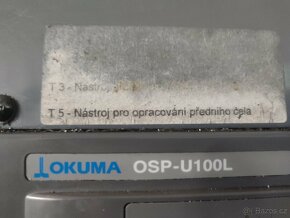 T 3 - Nástroj
T 5 - Nástroj pro opracování předního čela
OKUMA OSP-U100L